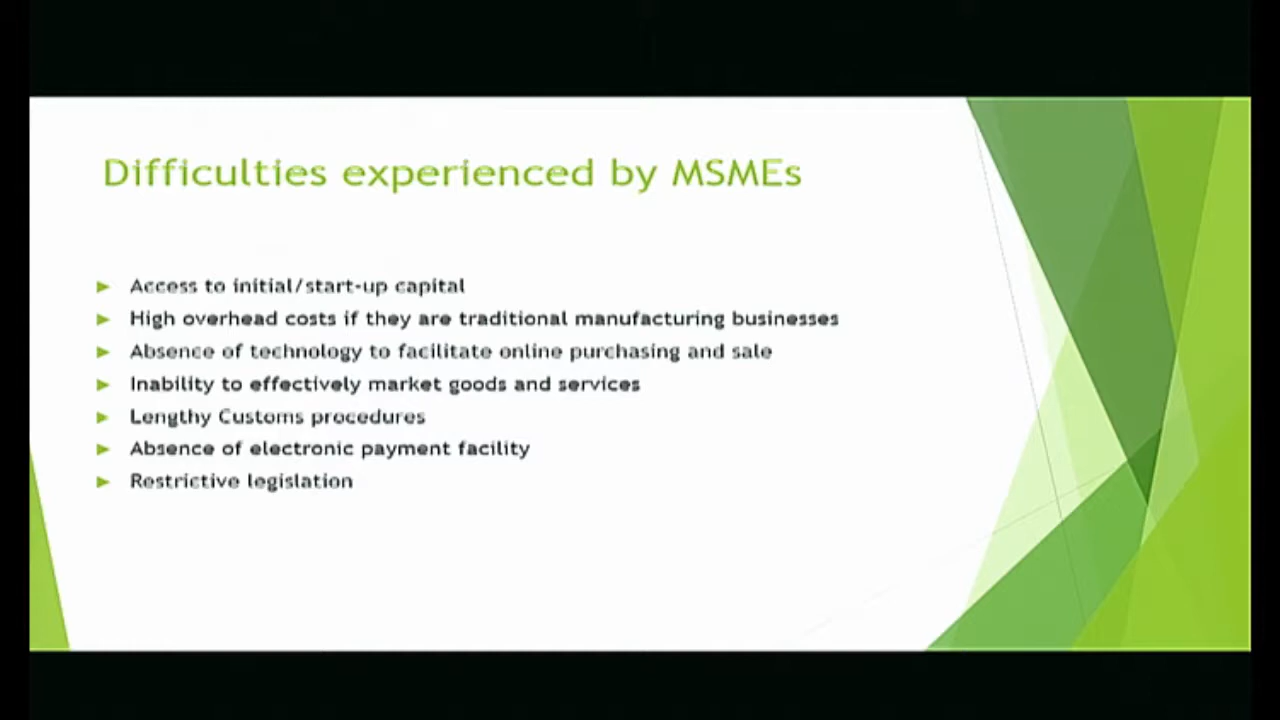 Difficulties experienced by MSMEs
Access to initial/start-up capital
High overhead costs if they are traditional manufacturing businesses
Absence of technology to facilitate online purchasing and sale
Inability to effectively market goods and services
Lengthy Customs procedures
Absence of electronic payment facility
Restrictive legislation